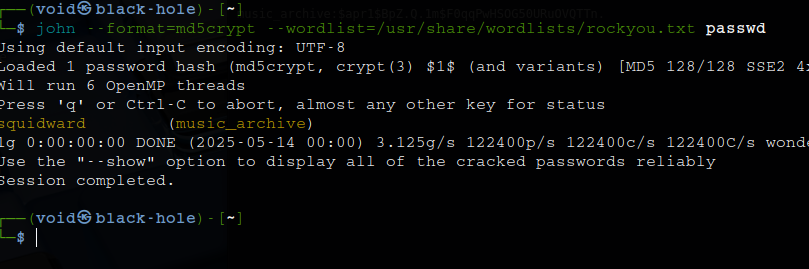 ┌──(void㉿black-hole)-[~]
└─$ john --format=md5crypt --wordlist=/usr/share/wordlists/rockyou.txt passwd
Using default input encoding: UTF-8
Loaded 1 password hash (md5crypt, crypt(3) $1$ (and variants) [MD5 128/128 SSE2 4x
Will run 6 OpenMP threads
Press 'q' or Ctrl-C to abort, almost any other key for status
squidward        (music_archive)
1g 0:00:00:00 DONE (2025-05-14 00:00) 3.125g/s 122400p/s 122400c/s 122400C/s wonde
Use the "--show" option to display all of the cracked passwords reliably
Session completed.
┌──(void㉿black-hole)-[~]
└─$